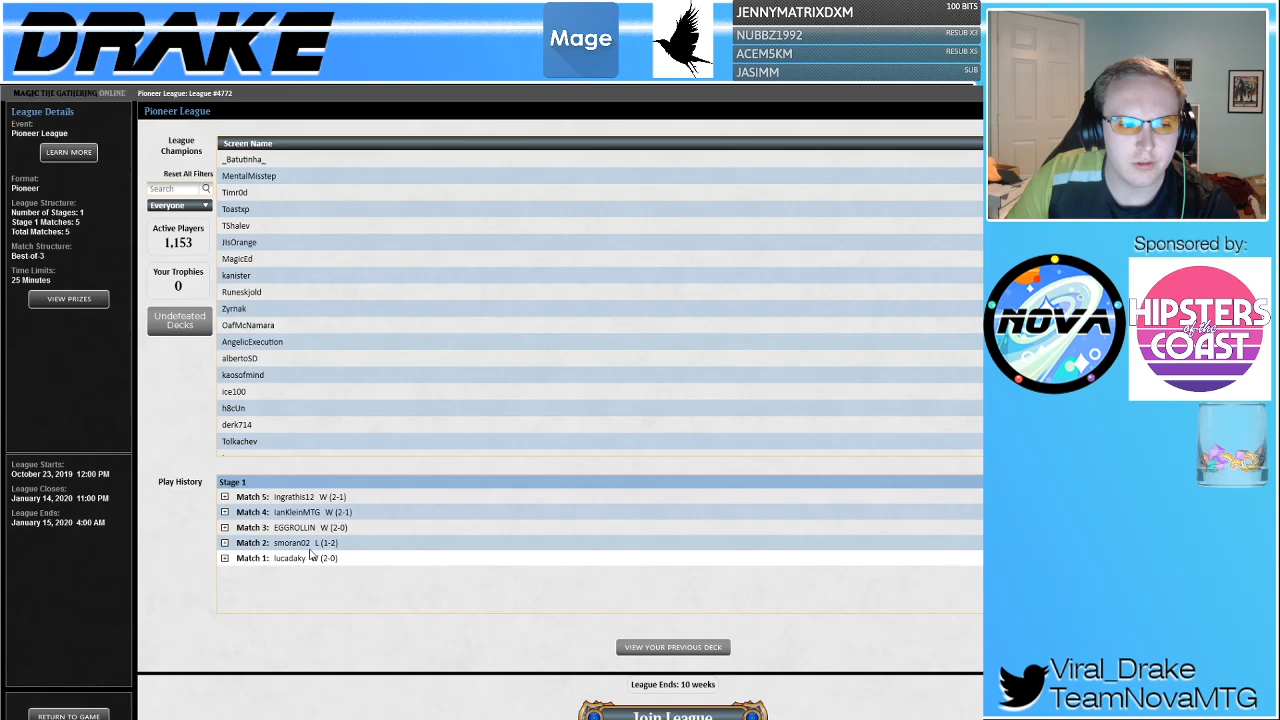 DRAKE
Mage
JENNYMATRIXDXM 100 BITS
NUBBZ1992 RESUB X3
ACEM5KM RESUB X5
JASIMM SUB
MAGIC THE GATHERING ONLINE Pioneer League: League #4772
League Details
Event:
Pioneer League
LEARN MORE
Format:
Pioneer
League Structure:
Number of Stages: 1
Stage 1 Matches: 5
Total Matches: 5
Match Structure:
Best-of-3
Time Limits:
25 Minutes
VIEW PRIZES
League Starts:
October 23, 2019 12:00 PM
League Closes:
January 14, 2020 11:00 PM
League Ends:
January 15, 2020 4:00 AM
RETURN TO GAME
Pioneer League
League Champions
Reset All Filters
Search
Everyone
Active Players
1,153
Your Trophies
0
Undefeated Decks
Screen Name
_Batutinha_
MentalMisstep
Timr0d
Toastxp
TShalev
JIsOrange
MagicEd
kanister
Runeskjold
Zyrnak
OafMcNamara
AngelicExecution
albertoSD
kaosofmind
ice100
h8cUn
derk714
Tolkachev
Play History
Stage 1
Match 5: Ingrathis12 W (2-1)
Match 4: IanKleinMTG W (2-1)
Match 3: EGGROLLIN W (2-0)
Match 2: smoran02 L (1-2)
Match 1: lucadaky W (2-0)
VIEW YOUR PREVIOUS DECK
League Ends: 10 weeks
Join League
Sponsored by:
NOVA
HIPSTERS
of the
COAST
Viral_Drake
TeamNovaMTG